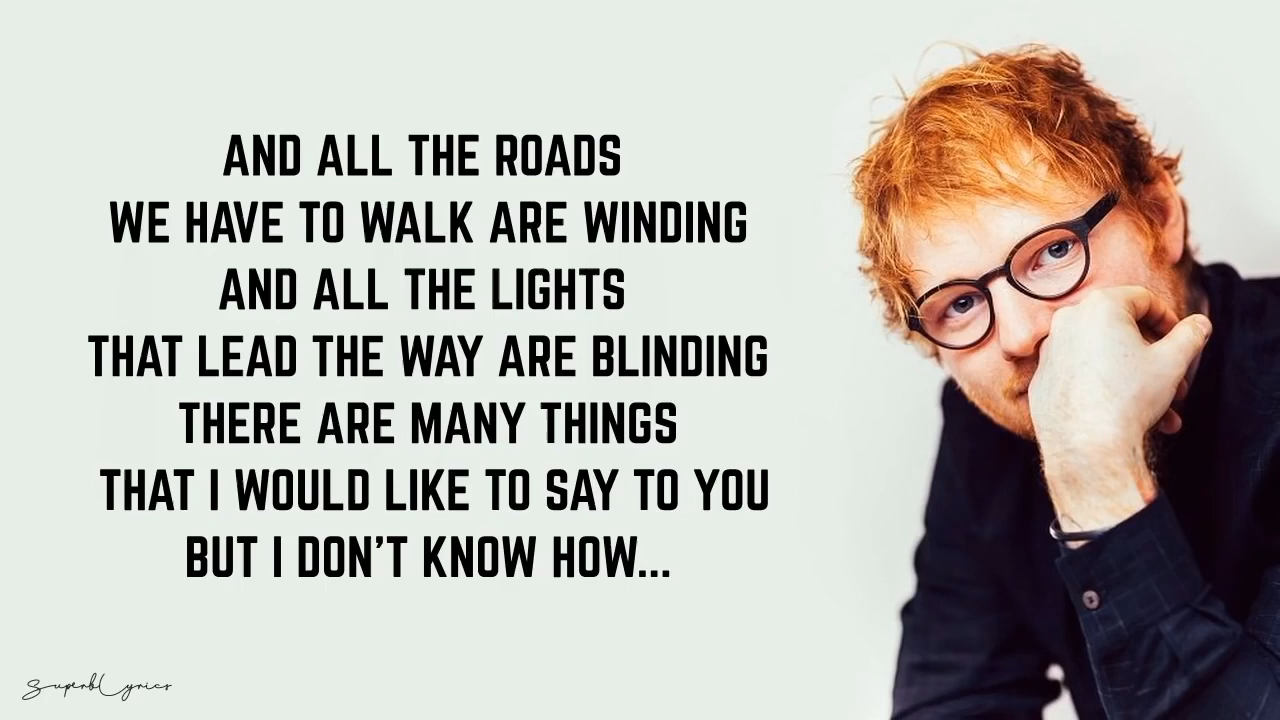 AND ALL THE ROADS
WE HAVE TO WALK ARE WINDING
AND ALL THE LIGHTS
THAT LEAD THE WAY ARE BLINDING
THERE ARE MANY THINGS
THAT I WOULD LIKE TO SAY TO YOU
BUT I DON'T KNOW HOW...
SuperbLyrics